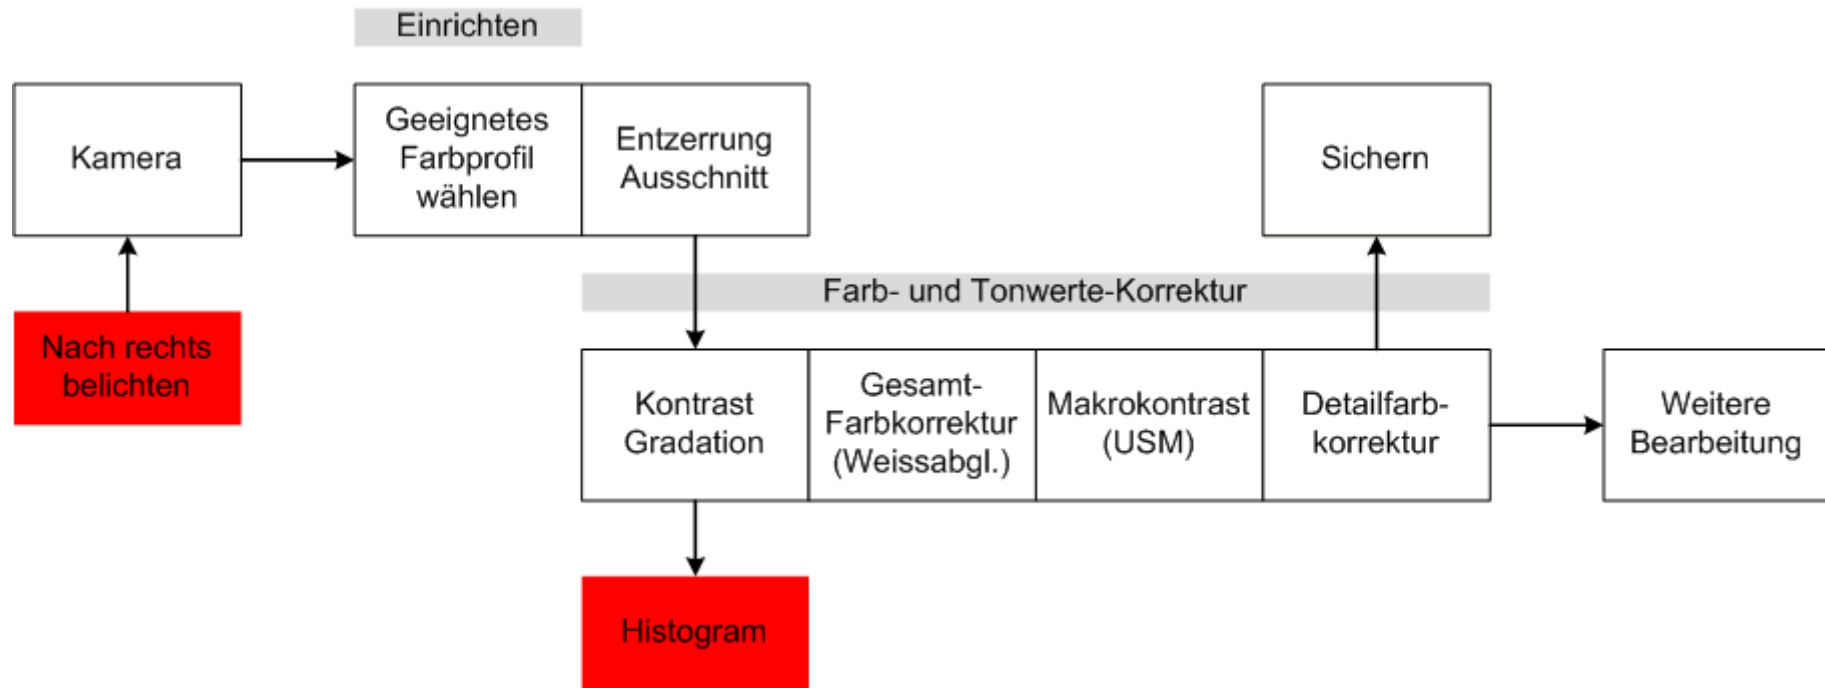 Einrichten
Kamera
Geeignetes
Farbprofil
wählen
Entzerrung
Ausschnitt
Sichern
Nach rechts
belichten
Farb- und Tonwerte-Korrektur
Kontrast
Gradation
Gesamt-
Farbkorrektur
(Weissabgl.)
Makrokontrast
(USM)
Detailfarb-
korrektur
Weitere
Bearbeitung
Histogram